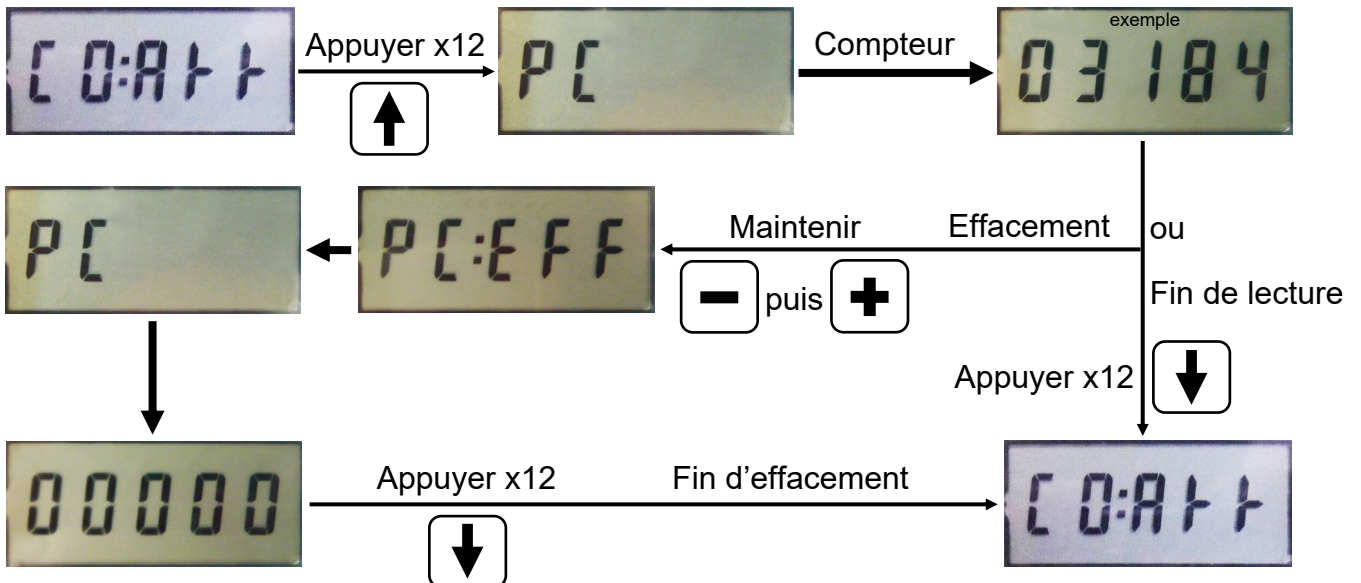 CO:Att
Appuyer x12
PC
Compteur
exemple
03184
PC
PC:EFF
Maintenir
Effacement
ou
puis
Fin de lecture
Appuyer x12
00000
Appuyer x12
Fin d'effacement
CO:Att